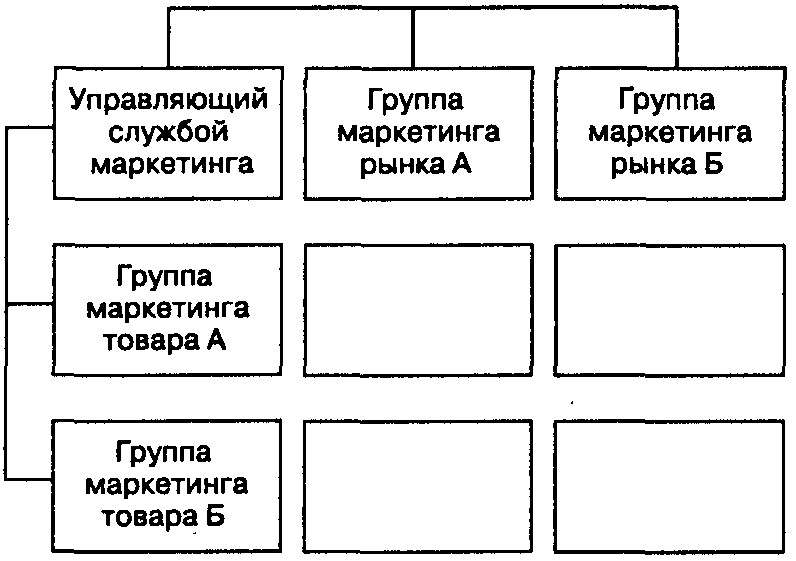 Управляющий
службой
маркетинга
Группа
маркетинга
рынка А
Группа
маркетинга
рынка Б
Группа
маркетинга
товара А
Группа
маркетинга
товара Б